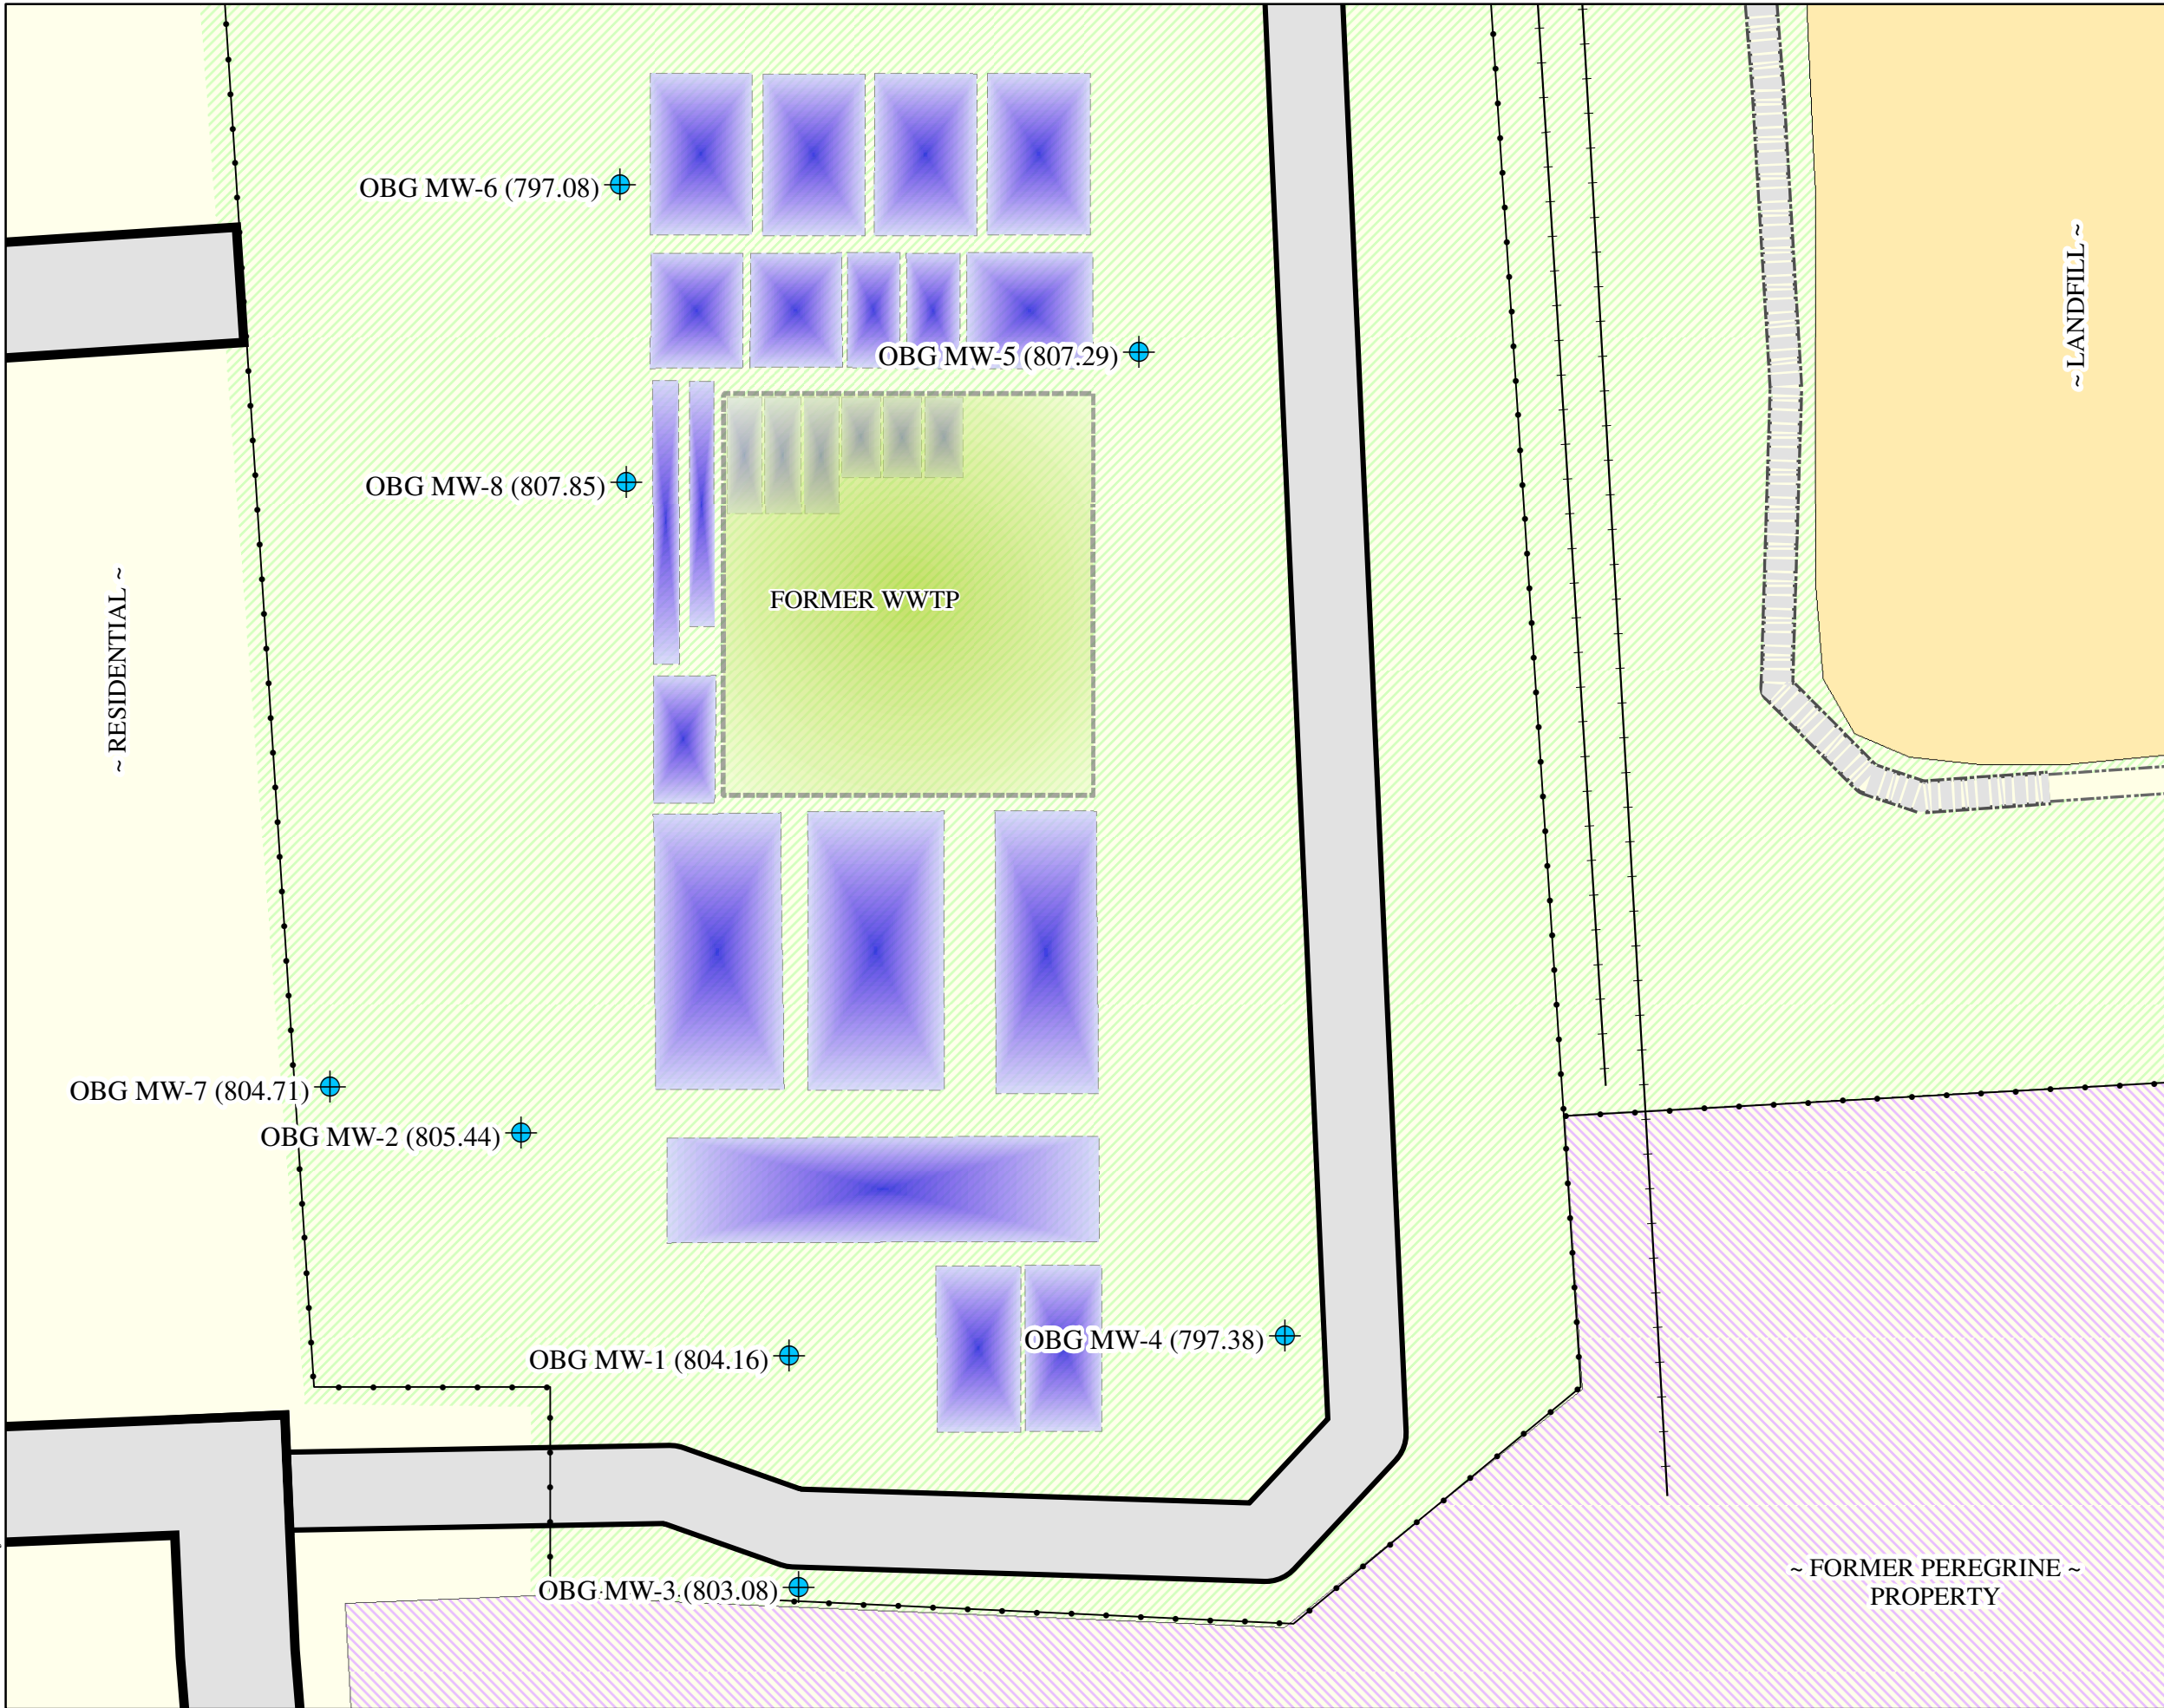 OBG MW-6 (797.08)
~ LANDFILL ~
OBG MW-5 (807.29)
OBG MW-8 (807.85)
FORMER WWTP
~ RESIDENTIAL ~
OBG MW-7 (804.71)
OBG MW-2 (805.44)
OBG MW-4 (797.38)
OBG MW-1 (804.16)
OBG MW-3 (803.08)
~ FORMER PEREGRINE ~
PROPERTY